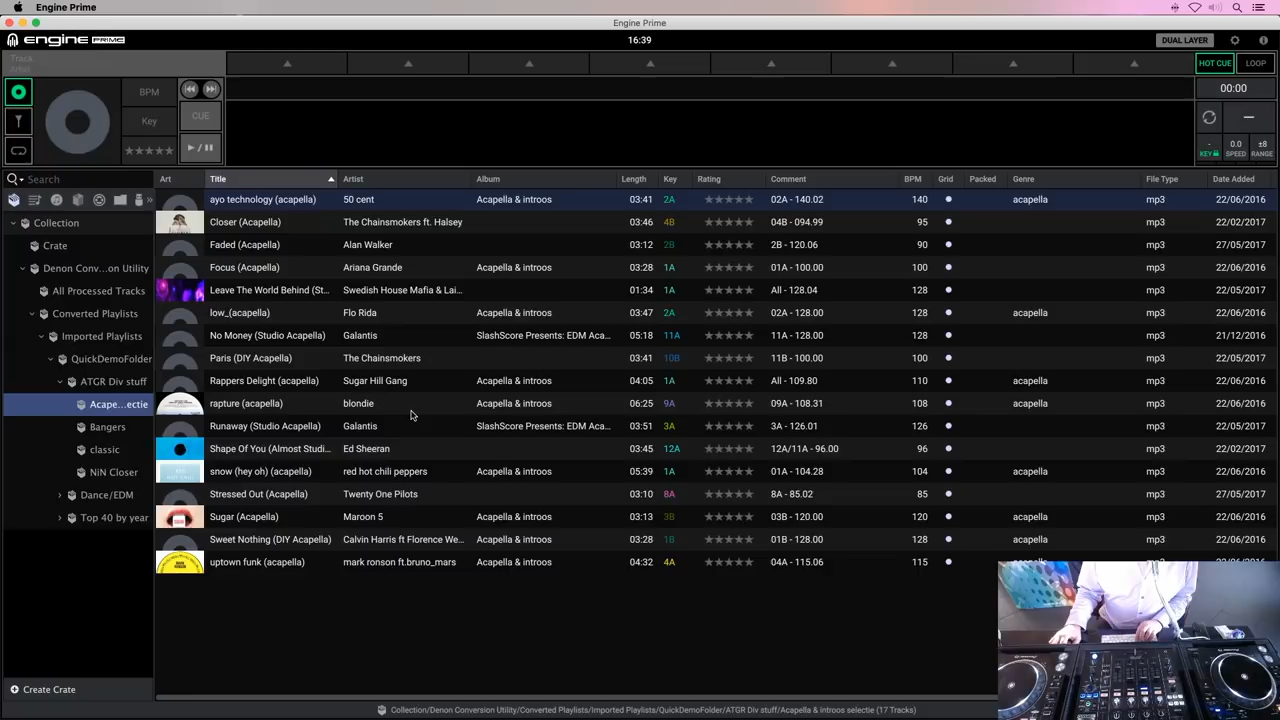 Engine Prime
Engine Prime
engine PRIME
16:39
DUAL LAYER
Track
Artist
HOT CUE
LOOP
BPM
Key
CUE
00:00
- KEY
0.0 SPEED
±8 RANGE
Search
Collection
Crate
Denon Conv...on Utility
All Processed Tracks
Converted Playlists
Imported Playlists
QuickDemoFolder
ATGR Div stuff
Acape...ectie
Bangers
classic
NiN Closer
Dance/EDM
Top 40 by year
Create Crate
Art Title Artist Album Length Key Rating Comment BPM Grid Packed Genre File Type Date Added
ayo technology (acapella) 50 cent Acapella & introos 03:41 2A 02A - 140.02 140 acapella mp3 22/06/2016
Closer (Acapella) The Chainsmokers ft. Halsey 03:46 4B 04B - 094.99 95 mp3 22/02/2017
Faded (Acapella) Alan Walker 03:12 2B 2B - 120.06 90 mp3 27/05/2017
Focus (Acapella) Ariana Grande Acapella & introos 03:28 1A 01A - 100.00 100 mp3 22/06/2016
Leave The World Behind (St... Swedish House Mafia & Lai... 01:34 1A All - 128.04 128 mp3 22/06/2016
low_(acapella) Flo Rida Acapella & introos 03:47 2A 02A - 128.00 128 acapella mp3 22/06/2016
No Money (Studio Acapella) Galantis SlashScore Presents: EDM Aca... 05:18 11A 11A - 128.00 128 mp3 21/12/2016
Paris (DIY Acapella) The Chainsmokers 03:41 10B 11B - 100.00 100 mp3 22/05/2017
Rappers Delight (acapella) Sugar Hill Gang Acapella & introos 04:05 1A All - 109.80 110 acapella mp3 22/06/2016
rapture (acapella) blondie Acapella & introos 06:25 9A 09A - 108.31 108 acapella mp3 22/06/2016
Runaway (Studio Acapella) Galantis SlashScore Presents: EDM Aca... 03:51 3A 3A - 126.01 126 mp3 22/05/2017
Shape Of You (Almost Studi... Ed Sheeran 03:45 12A 12A/11A - 96.00 96 mp3 22/05/2017
snow (hey oh) (acapella) red hot chili peppers Acapella & introos 05:39 1A 01A - 104.28 104 acapella mp3 22/06/2016
Stressed Out (Acapella) Twenty One Pilots 03:10 8A 8A - 85.02 85 mp3 27/05/2017
Sugar (Acapella) Maroon 5 Acapella & introos 03:13 3B 03B - 120.00 120 acapella mp3 22/06/2016
Sweet Nothing (DIY Acapella) Calvin Harris ft Florence We... Acapella & introos 03:28 1B 01B - 128.00 128 acapella mp3 22/06/2016
uptown funk (acapella) mark ronson ft.bruno_mars Acapella & introos 04:32 4A 04A - 115.06 115
Collection/Denon Conversion Utility/Converted Playlists/Imported Playlists/QuickDemoFolder/ATGR Div stuff/Acapella & introos selectie (17 Tracks)